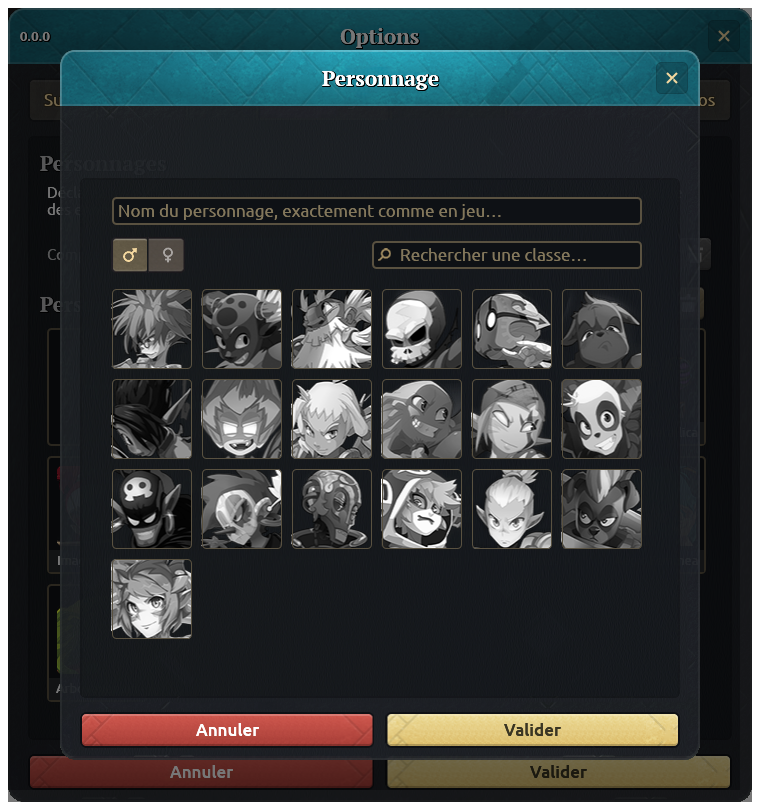 0.0.0
Options
Personnage
Nom du personnage, exactement comme en jeu…
Rechercher une classe…
Annuler
Valider
Annuler
Valider